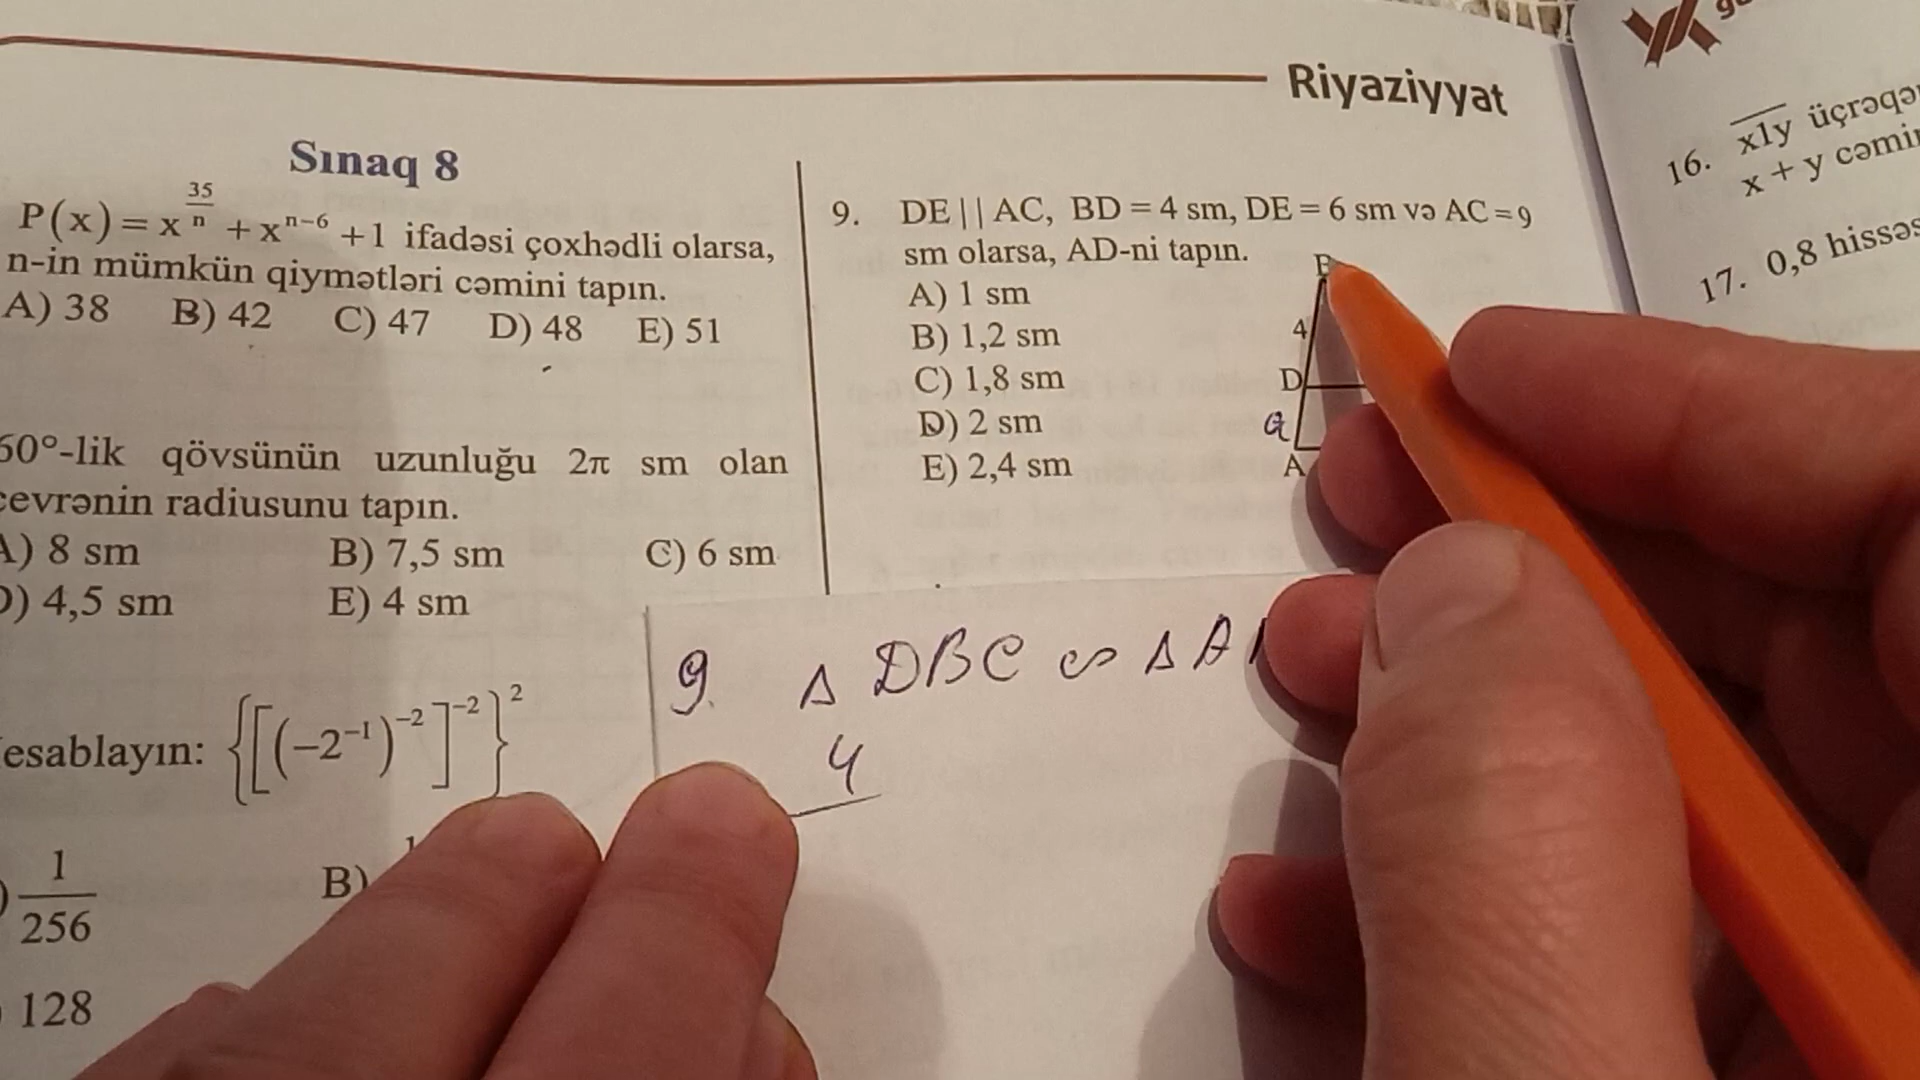 Riyaziyyat
Sınaq 8
P(x) = x^(35/n) + x^(n-6) + 1 ifadəsi çoxhədli olarsa,
n-in mümkün qiymətləri cəmini tapın.
A) 38 B) 42 C) 47 D) 48 E) 51
60°-lik qövsünün uzunluğu 2π sm olan
çevrənin radiusunu tapın.
A) 8 sm B) 7,5 sm C) 6 sm
D) 4,5 sm E) 4 sm
esablayın: {[(−2⁻¹)⁻²]⁻²}²
1/256 B)
128
9. DE || AC, BD = 4 sm, DE = 6 sm və AC = 9
sm olarsa, AD-ni tapın.
A) 1 sm
B) 1,2 sm
C) 1,8 sm
D) 2 sm
E) 2,4 sm
B
4
D
A
9. Δ DBC ∽ Δ A
4
16. x1y üçrəqə
x + y cəmi
17. 0,8 hissəs